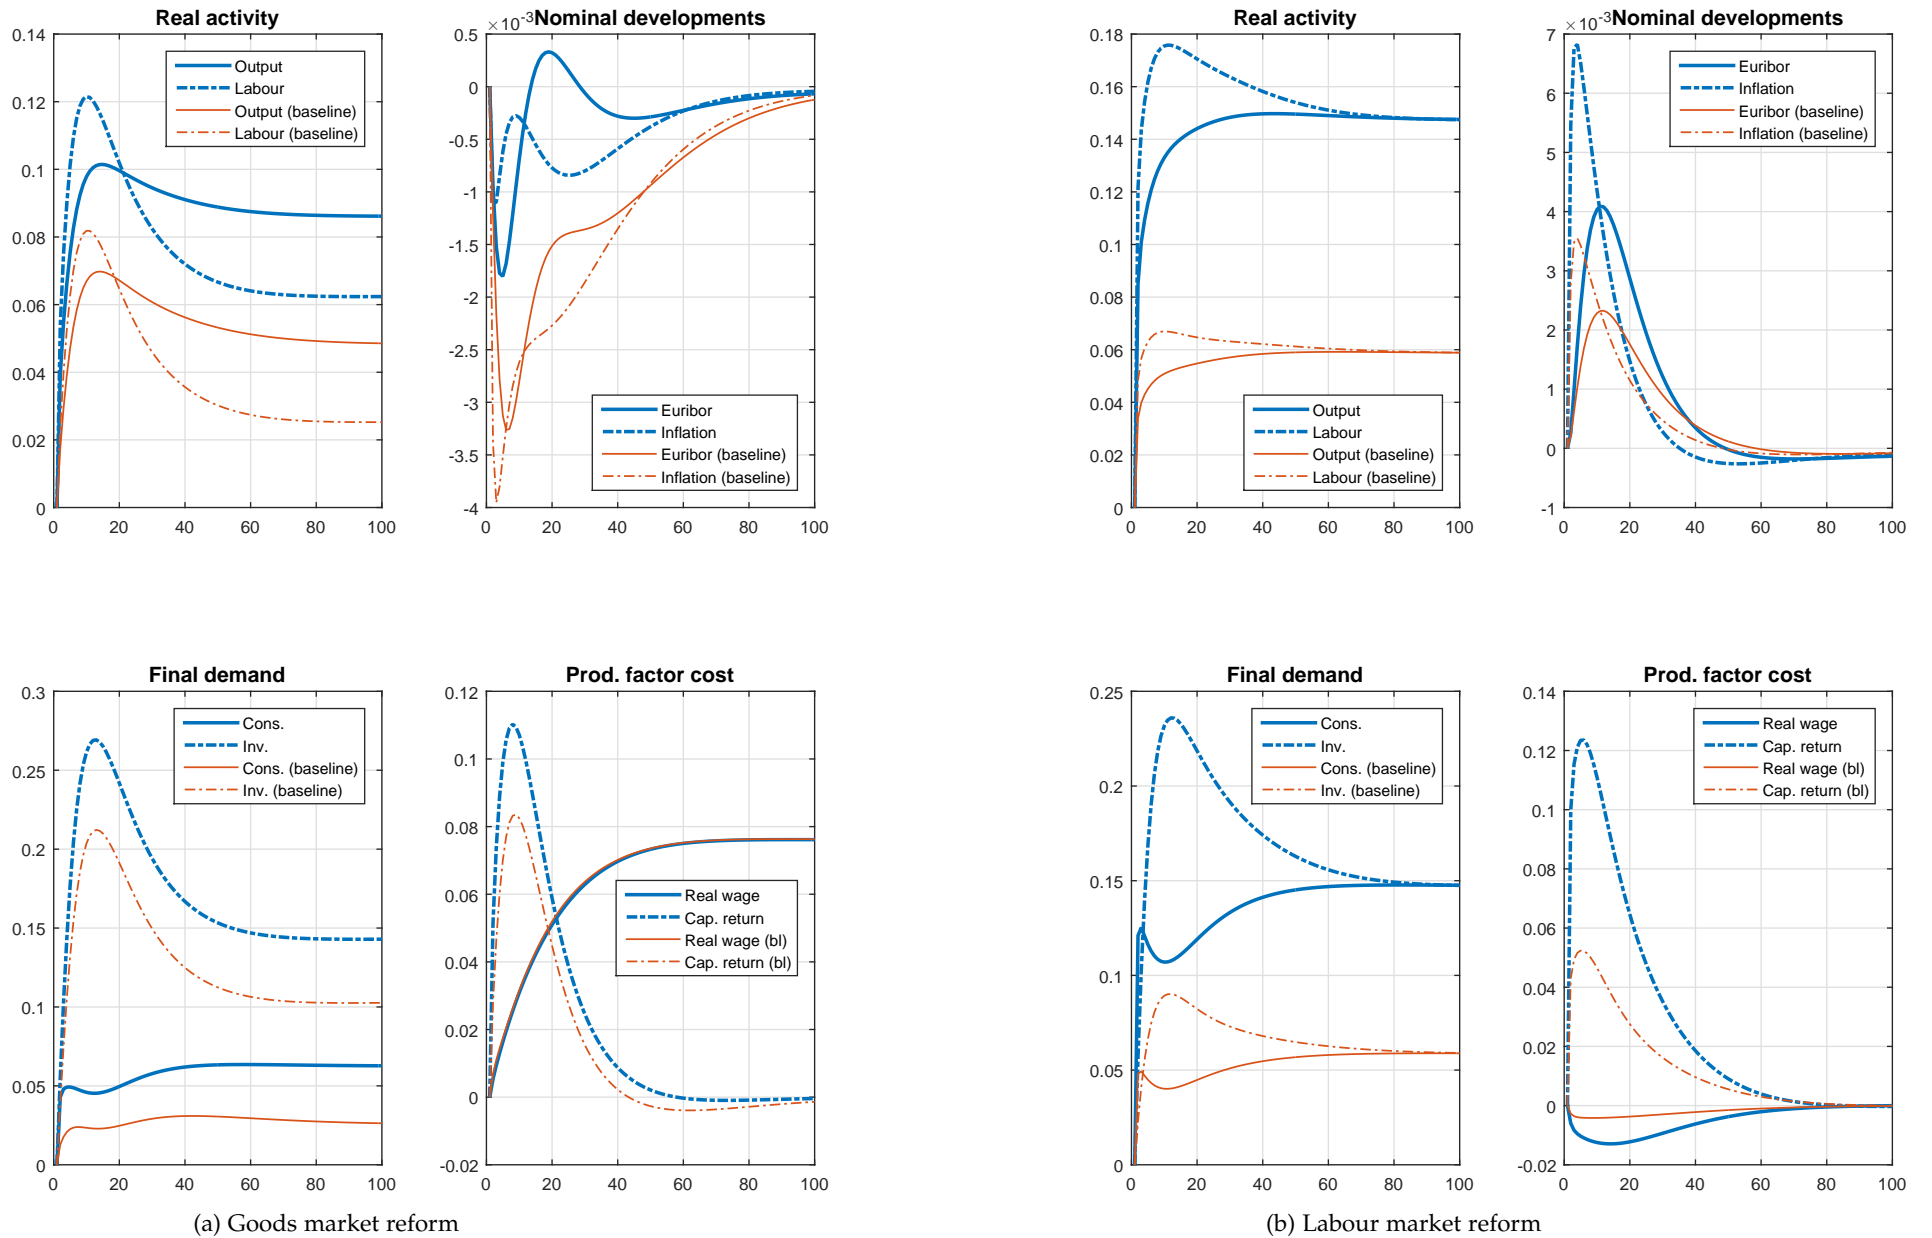 Real activity
0.14
0.12
0.1
0.08
0.06
0.04
0.02
0
0 20 40 60 80 100
Output
Labour
Output (baseline)
Labour (baseline)
×10-3 Nominal developments
0.5
0
-0.5
-1
-1.5
-2
-2.5
-3
-3.5
-4
0 20 40 60 80 100
Euribor
Inflation
Euribor (baseline)
Inflation (baseline)
Final demand
0.3
0.25
0.2
0.15
0.1
0.05
0
0 20 40 60 80 100
Cons.
Inv.
Cons. (baseline)
Inv. (baseline)
Prod. factor cost
0.12
0.1
0.08
0.06
0.04
0.02
0
-0.02
0 20 40 60 80 100
Real wage
Cap. return
Real wage (bl)
Cap. return (bl)
(a) Goods market reform
Real activity
0.18
0.16
0.14
0.12
0.1
0.08
0.06
0.04
0.02
0
0 20 40 60 80 100
Output
Labour
Output (baseline)
Labour (baseline)
×10-3 Nominal developments
7
6
5
4
3
2
1
0
-1
0 20 40 60 80 100
Euribor
Inflation
Euribor (baseline)
Inflation (baseline)
Final demand
0.25
0.2
0.15
0.1
0.05
0
0 20 40 60 80 100
Cons.
Inv.
Cons. (baseline)
Inv. (baseline)
Prod. factor cost
0.14
0.12
0.1
0.08
0.06
0.04
0.02
0
-0.02
0 20 40 60 80 100
Real wage
Cap. return
Real wage (bl)
Cap. return (bl)
(b) Labour market reform